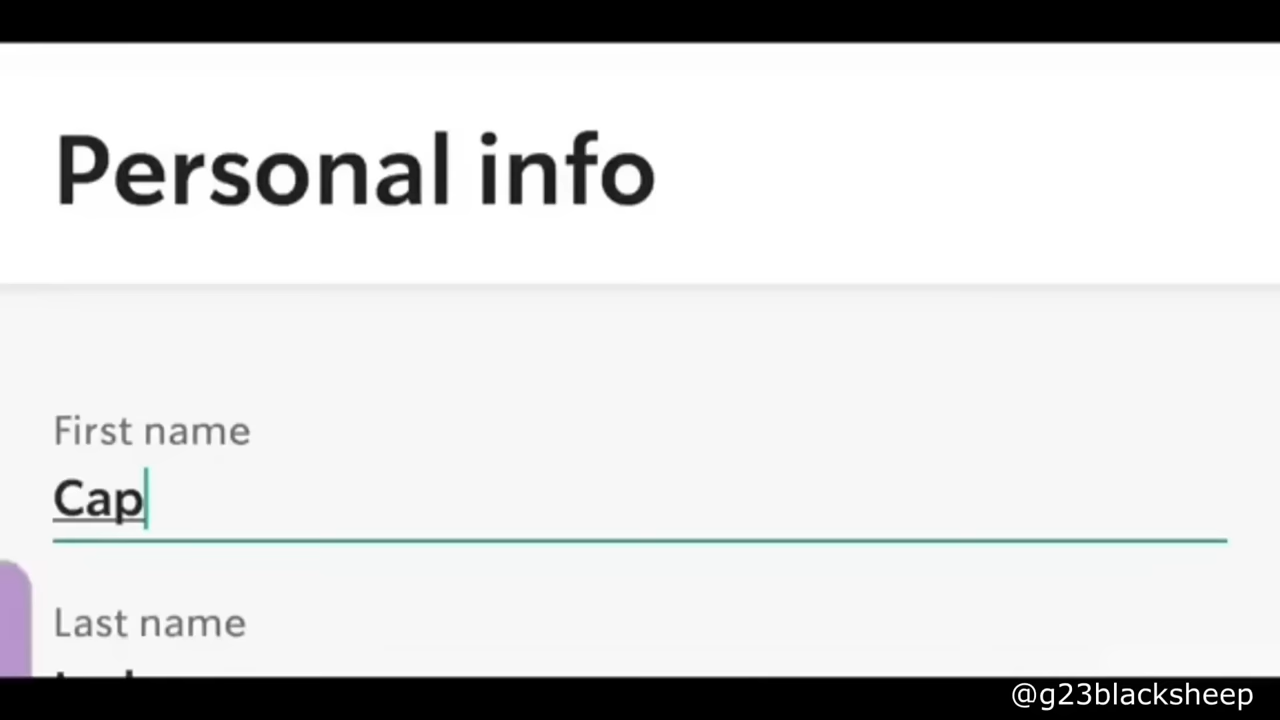 Personal info
First name
Cap
Last name
@g23blacksheep